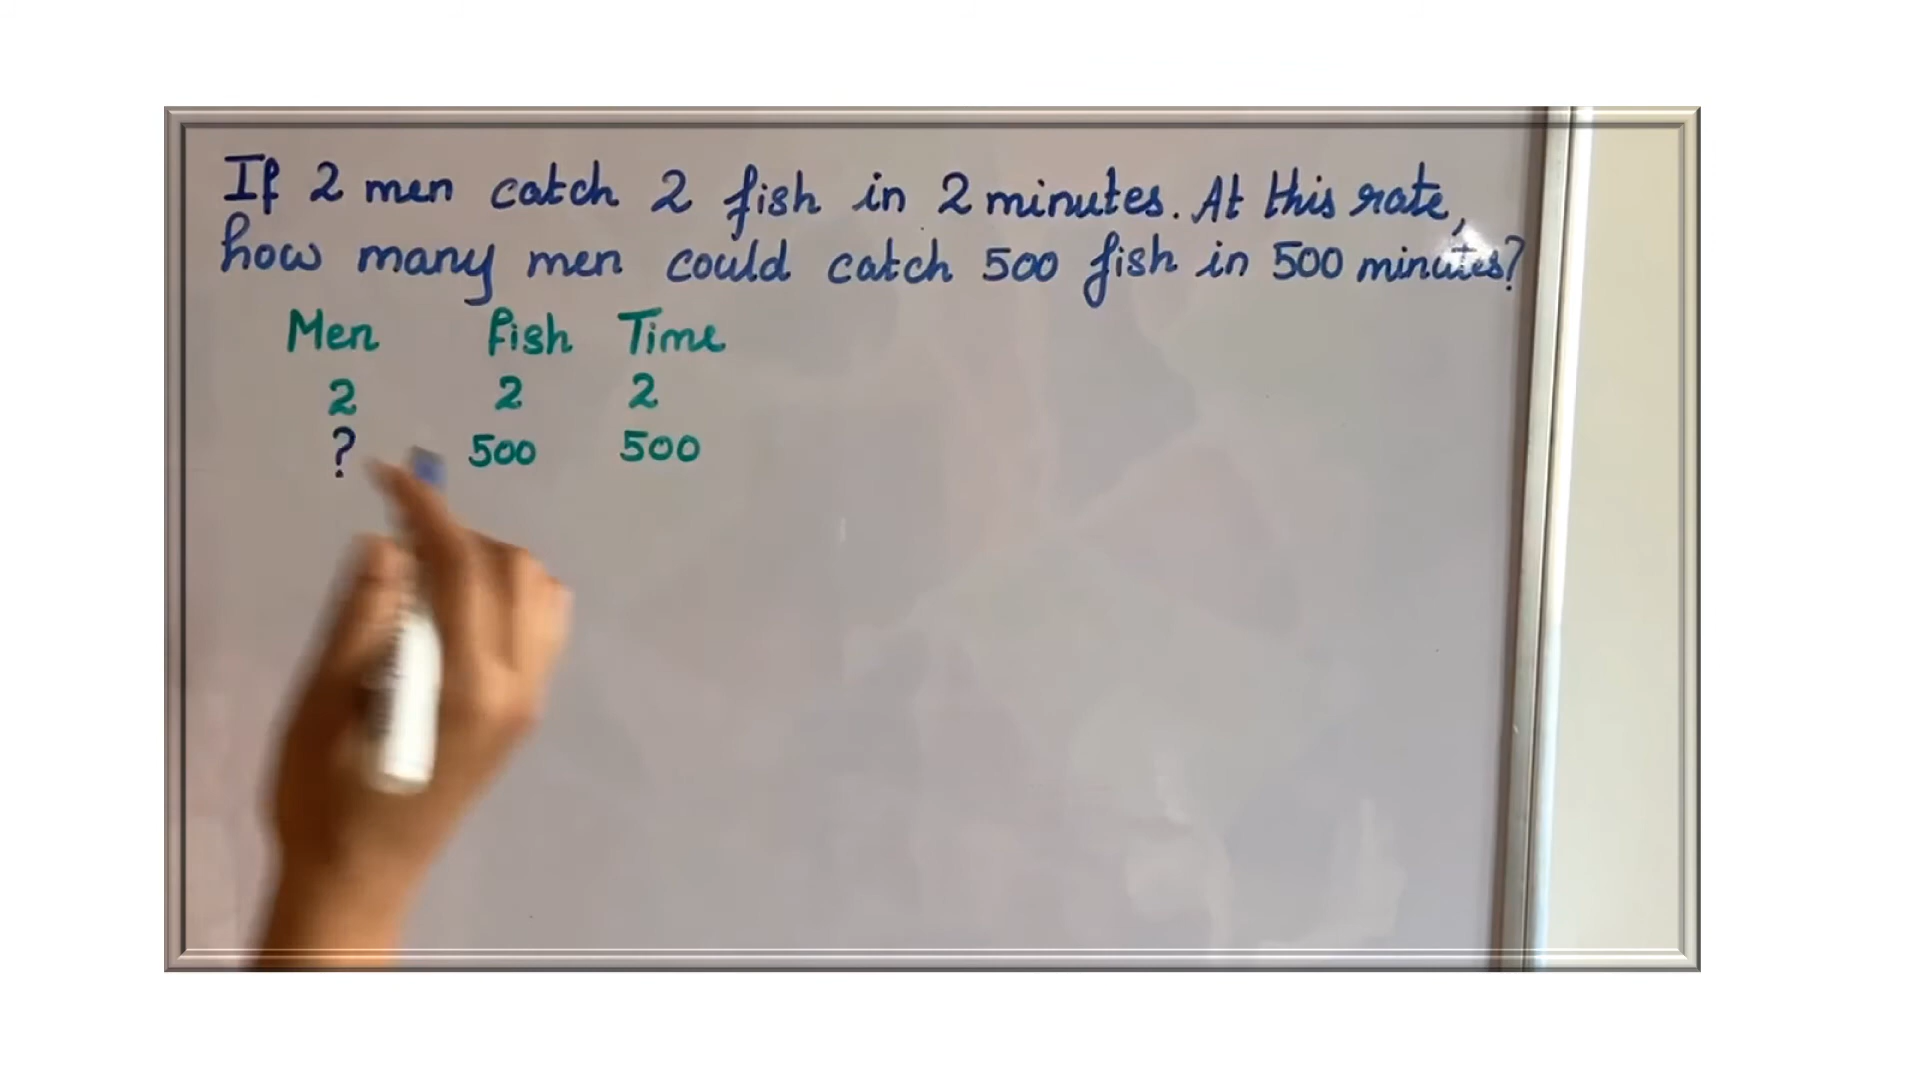 If 2 men catch 2 fish in 2 minutes. At this rate,
how many men could catch 500 fish in 500 minutes?
Men fish Time
2 2 2
? 500 500